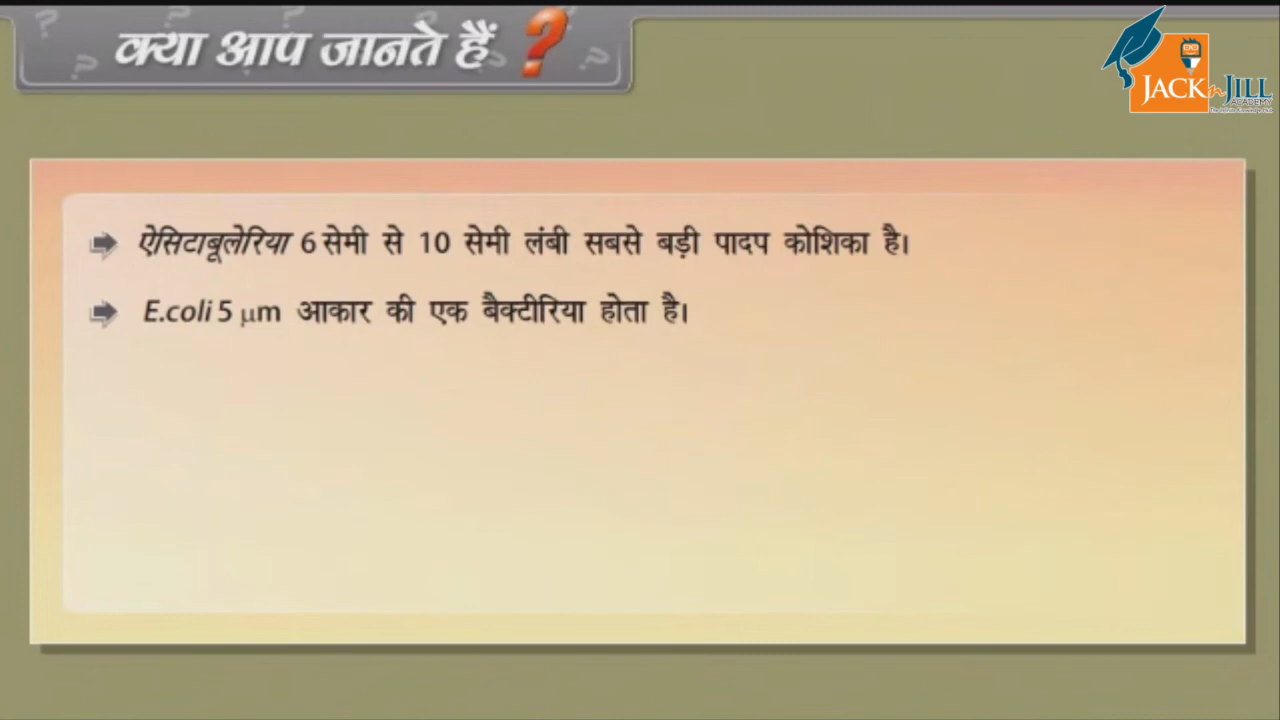 क्या आप जानते हैं ?
JACK n JILL
ACADEMY
ऐसिटाबूलेरिया 6 सेमी से 10 सेमी लंबी सबसे बड़ी पादप कोशिका है।
E.coli 5 μm आकार की एक बैक्टीरिया होता है।